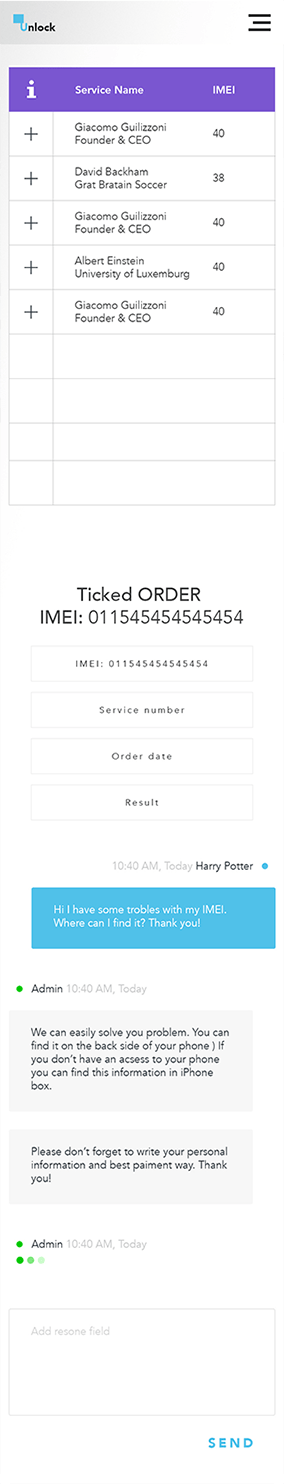 Unlock
i Service Name IMEI
+ Giacomo Guilizzoni 40
Founder & CEO
+ David Backham 38
Grat Bratain Soccer
+ Giacomo Guilizzoni 40
Founder & CEO
+ Albert Einstein 40
University of Luxemburg
+ Giacomo Guilizzoni 40
Founder & CEO
Ticked ORDER
IMEI: 011545454545454
IMEI: 011545454545454
Service number
Order date
Result
10:40 AM, Today Harry Potter
Hi I have some trobles with my IMEI.
Where can I find it? Thank you!
Admin 10:40 AM, Today
We can easily solve you problem. You can
find it on the back side of your phone ) If
you don’t have an acsess to your phone
you can find this information in iPhone
box.
Please don’t forget to write your personal
information and best paiment way. Thank
you!
Admin 10:40 AM, Today
Add resone field
SEND